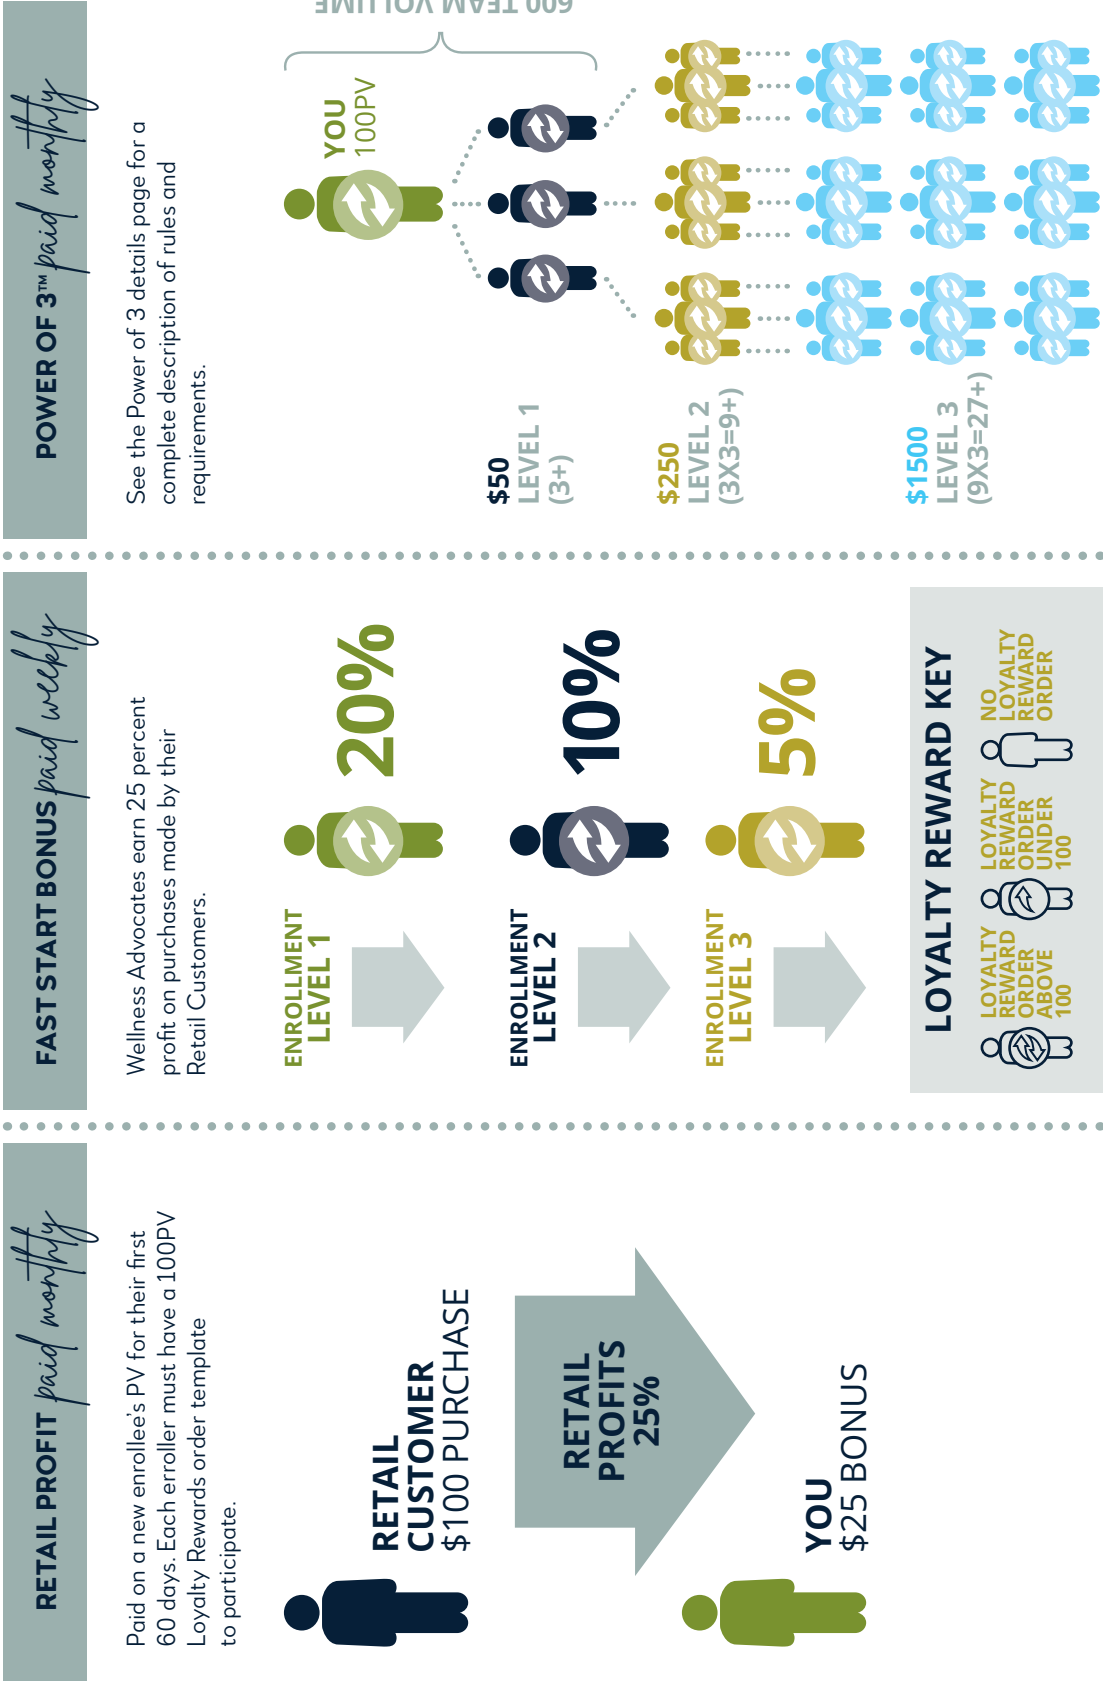 RETAIL PROFIT paid monthly
Paid on a new enrollee's PV for their first
60 days. Each erroller must have a 100PV
Loyalty Rewards order template
to participate.
RETAIL
CUSTOMER
$100 PURCHASE
RETAIL
PROFITS
25%
YOU
$25 BONUS
FAST START BONUS paid weekly
Wellness Advocates earn 25 percent
profit on purchases made by their
Retail Customers.
ENROLLMENT
LEVEL 1
20%
ENROLLMENT
LEVEL 2
10%
ENROLLMENT
LEVEL 3
5%
LOYALTY REWARD KEY
LOYALTY
REWARD
ORDER
ABOVE
100
LOYALTY
REWARD
ORDER
UNDER
100
NO
LOYALTY
REWARD
ORDER
POWER OF 3™ paid monthly
See the Power of 3 details page for a
complete description of rules and
requirements.
YOU
100PV
600 TEAM VOLUME
$50
LEVEL 1
(3+)
$250
LEVEL 2
(3X3=9+)
$1500
LEVEL 3
(9X3=27+)